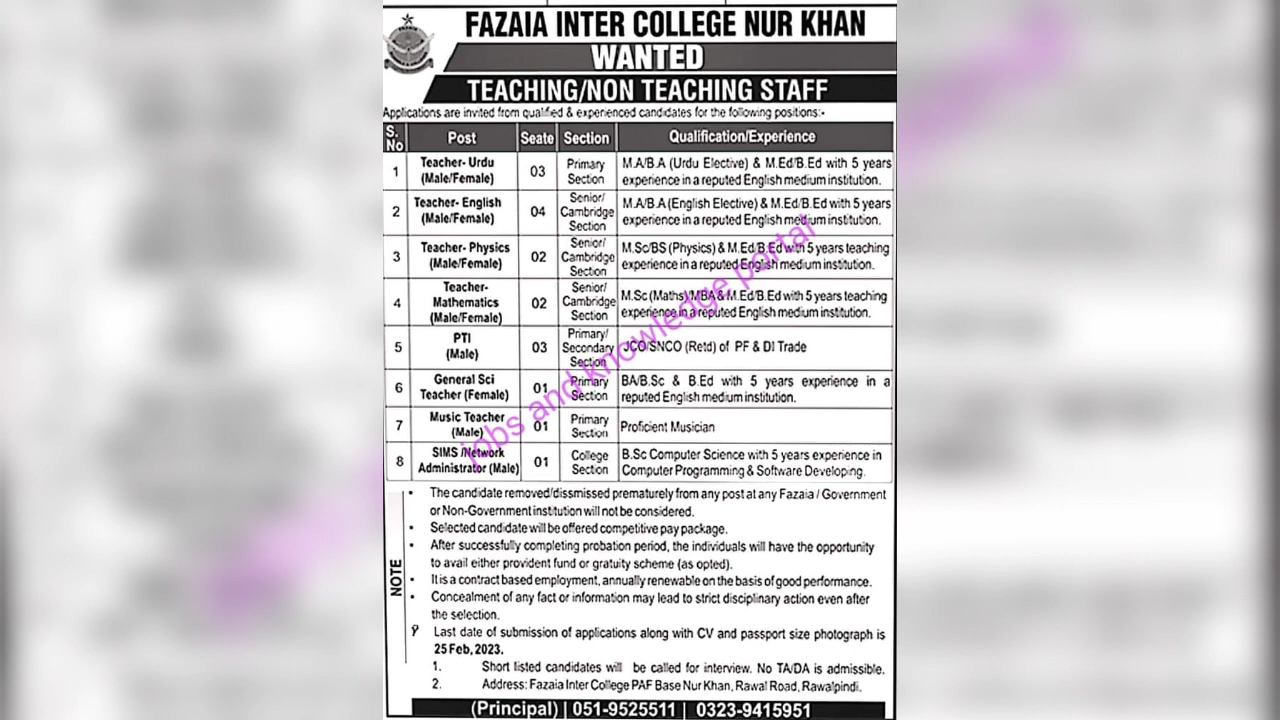 FAZAIA INTER COLLEGE NUR KHAN
WANTED
TEACHING/NON TEACHING STAFF
Applications are invited from qualified & experienced candidates for the following positions:-
S. No Post Seate Section Qualification/Experience
1 Teacher- Urdu (Male/Female) 03 Primary Section M.A/B.A (Urdu Elective) & M.Ed/B.Ed with 5 years experience in a reputed English medium institution.
2 Teacher- English (Male/Female) 04 Senior/ Cambridge Section M.A/B.A (English Elective) & M.Ed/B.Ed with 5 years experience in a reputed English medium institution.
3 Teacher- Physics (Male/Female) 02 Senior/ Cambridge Section M.Sc/BS (Physics) & M.Ed/B.Ed with 5 years teaching experience in a reputed English medium institution.
4 Teacher- Mathematics (Male/Female) 02 Senior/ Cambridge Section M.Sc (Maths)/MBA & M.Ed/B.Ed with 5 years teaching experience in a reputed English medium institution.
5 PTI (Male) 03 Primary/ Secondary Section JCO/SNCO (Retd) of PF & DI Trade
6 General Sci Teacher (Female) 01 Primary Section BA/B.Sc & B.Ed with 5 years experience in a reputed English medium institution.
7 Music Teacher (Male) 01 Primary Section Proficient Musician
8 SIMS /Network Administrator (Male) 01 College Section B.Sc Computer Science with 5 years experience in Computer Programming & Software Developing.
jobs and knowledge portal
NOTE
• The candidate removed/dissmissed prematurely from any post at any Fazaia / Government
or Non-Government institution will not be considered.
• Selected candidate will be offered competitive pay package.
• After successfully completing probation period, the individuals will have the opportunity
to avail either provident fund or gratuity scheme (as opted).
• It is a contract based employment, annually renewable on the basis of good performance.
• Concealment of any fact or information may lead to strict disciplinary action even after
the selection.
Last date of submission of applications along with CV and passport size photograph is
25 Feb, 2023.
1. Short listed candidates will be called for interview. No TA/DA is admissible.
2. Address: Fazaia Inter College PAF Base Nur Khan, Rawal Road, Rawalpindi.
(Principal) | 051-9525511 | 0323-9415951